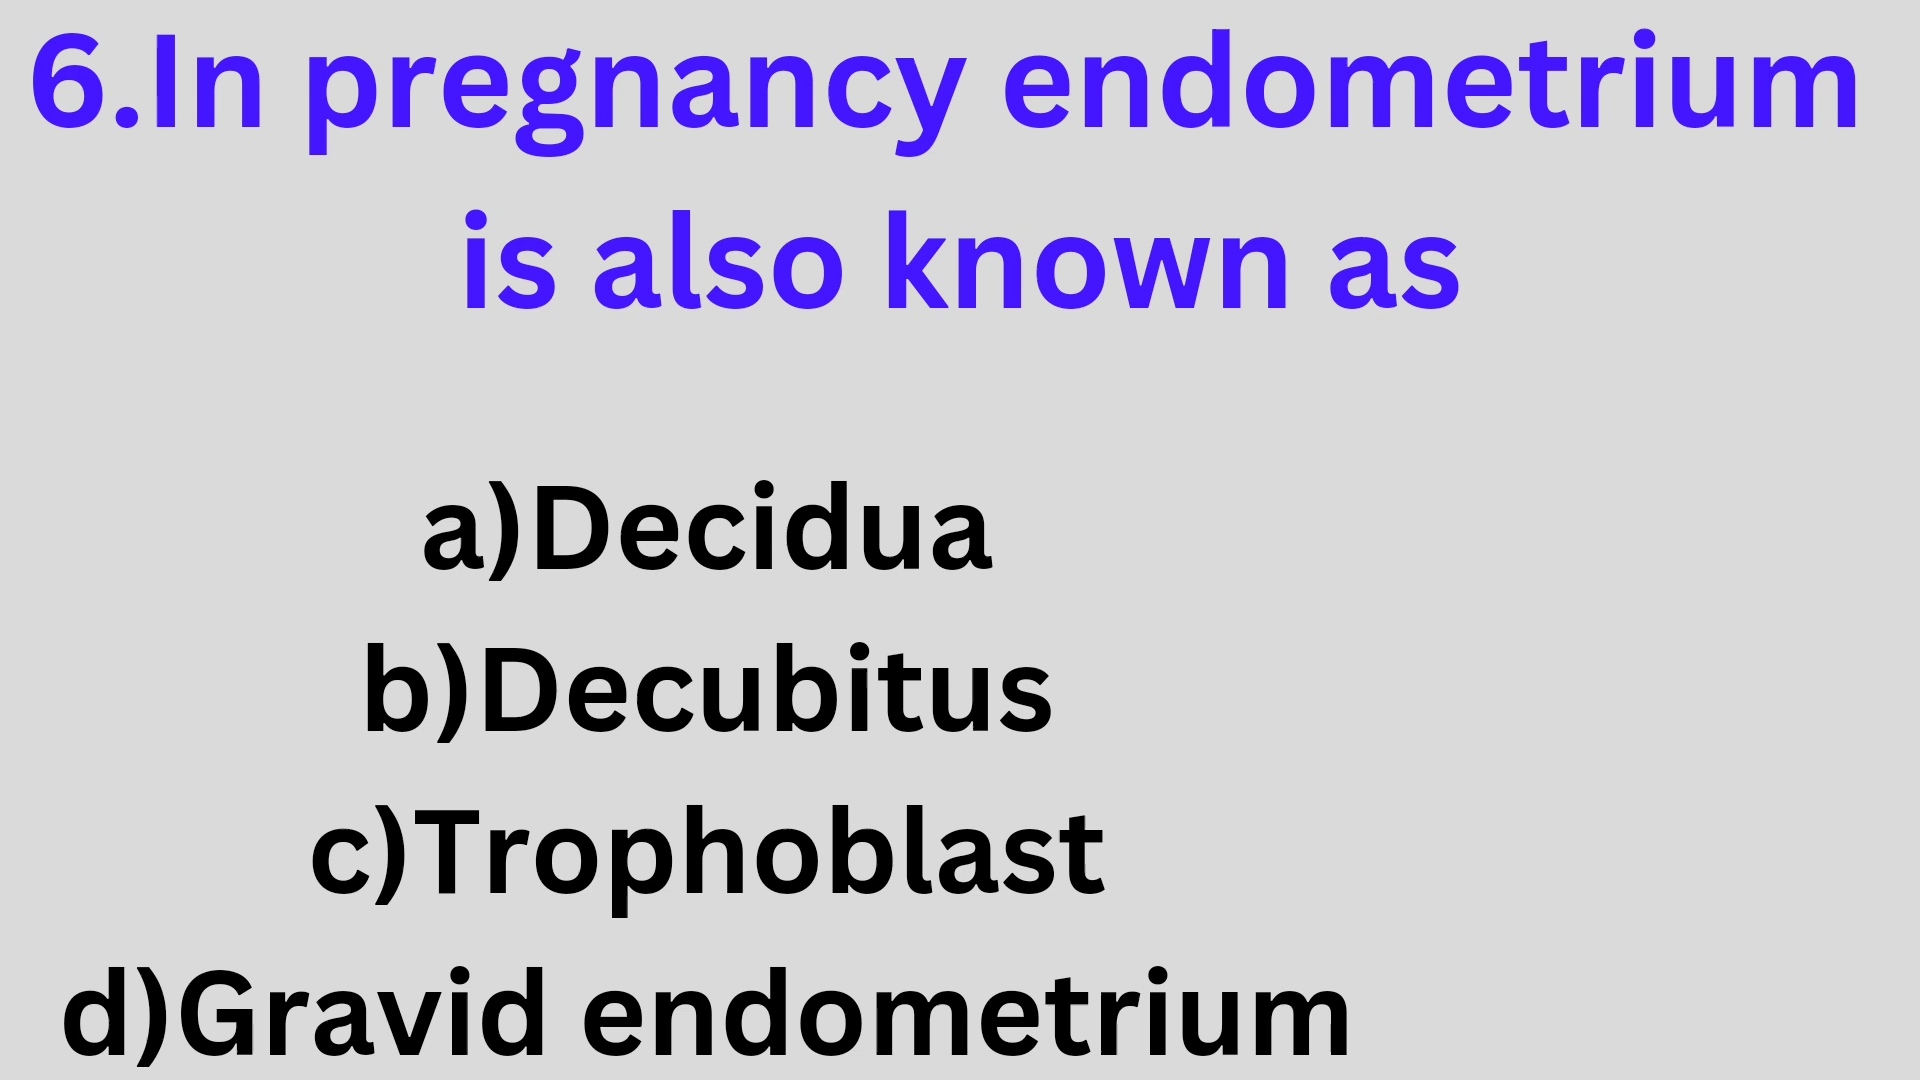 6.In pregnancy endometrium
is also known as
a)Decidua
b)Decubitus
c)Trophoblast
d)Gravid endometrium